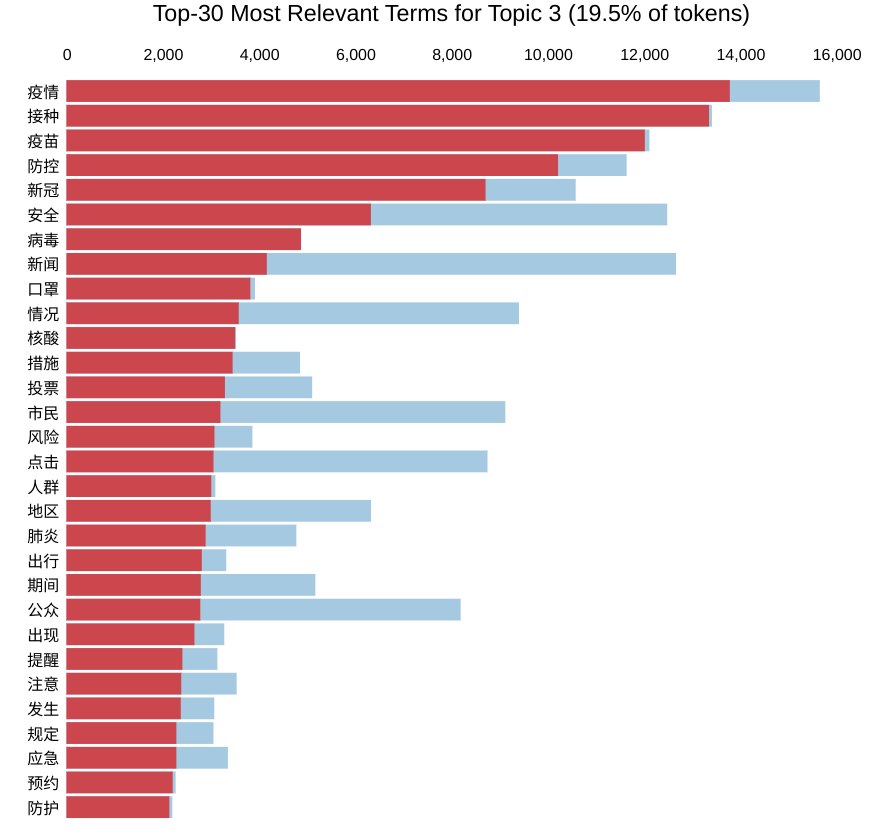 Top-30 Most Relevant Terms for Topic 3 (19.5% of tokens)
0 2,000 4,000 6,000 8,000 10,000 12,000 14,000 16,000
疫情
接种
疫苗
防控
新冠
安全
病毒
新闻
口罩
情况
核酸
措施
投票
市民
风险
点击
人群
地区
肺炎
出行
期间
公众
出现
提醒
注意
发生
规定
应急
预约
防护